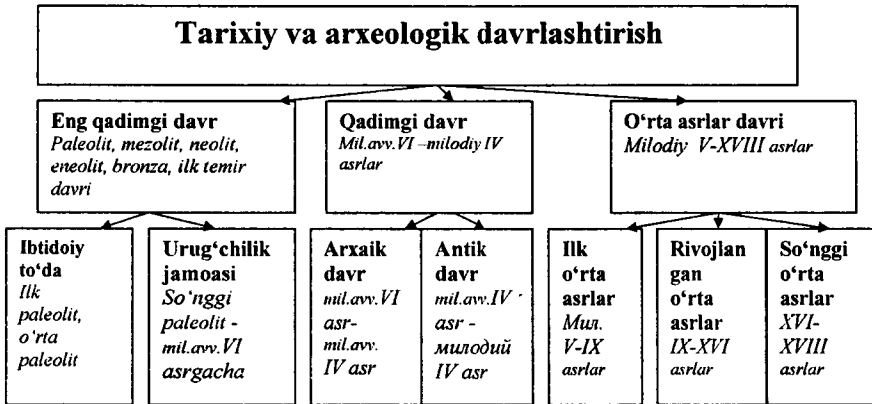 Tarixiy va arxeologik davrlashtirish
Eng qadimgi davr
Paleolit, mezolit, neolit,
eneolit, bronza, ilk temir
davri
Qadimgi davr
Mil.avv.VI –milodiy IV
asrlar
O‘rta asrlar davri
Milodiy V-XVIII asrlar
Ibtidoiy
to‘da
Ilk
paleolit,
o‘rta
paleolit
Urug‘chilik
jamoasi
So‘nggi
paleolit -
mil.avv.VI
asrgacha
Arxaik
davr
mil.avv.VI
asr-
mil.avv.
IV asr
Antik
davr
mil.avv.IV
asr -
милодий
IV asr
Ilk
o‘rta
asrlar
Мил.
V-IX
asrlar
Rivojlan
gan
o‘rta
asrlar
IX-XVI
asrlar
So‘nggi
o‘rta
asrlar
XVI-
XVIII
asrlar